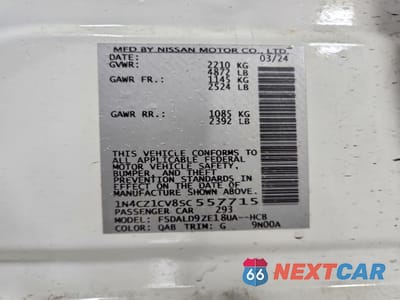 MFD BY NISSAN MOTOR CO., LTD.
DATE: 03/24
GVWR: 2210 KG
4872 LB
GAWR FR.: 1145 KG
2524 LB
GAWR RR.: 1085 KG
2392 LB
THIS VEHICLE CONFORMS TO
ALL APPLICABLE FEDERAL
MOTOR VEHICLE SAFETY,
BUMPER, AND THEFT
PREVENTION STANDARDS IN
EFFECT ON THE DATE OF
MANUFACTURE SHOWN ABOVE.
1N4CZ1CV8SC557715
PASSENGER CAR 293
MODEL: FSDALD9ZE18UA--HCB
COLOR: QAB TRIM: G 9N00A
66 NEXTCAR